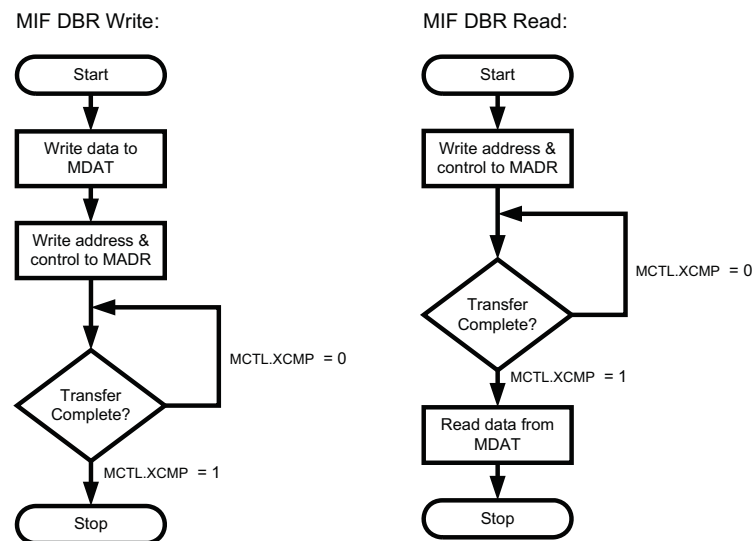 MIF DBR Write:
Start
Write data to
MDAT
Write address &
control to MADR
MCTL.XCMP = 0
Transfer
Complete?
MCTL.XCMP = 1
Stop
MIF DBR Read:
Start
Write address &
control to MADR
MCTL.XCMP = 0
Transfer
Complete?
MCTL.XCMP = 1
Read data from
MDAT
Stop